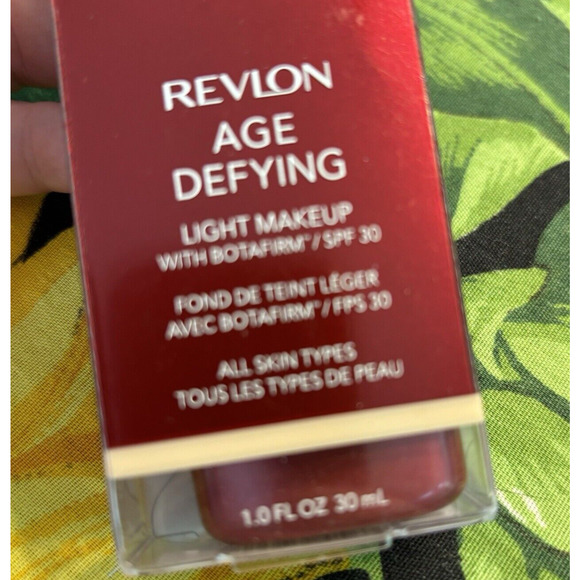 REVLON
AGE
DEFYING
LIGHT MAKEUP
WITH BOTAFIRM™ / SPF 30
FOND DE TEINT LÉGER
AVEC BOTAFIRM™ / FPS 30
ALL SKIN TYPES
TOUS LES TYPES DE PEAU
1.0 FL OZ 30 mL